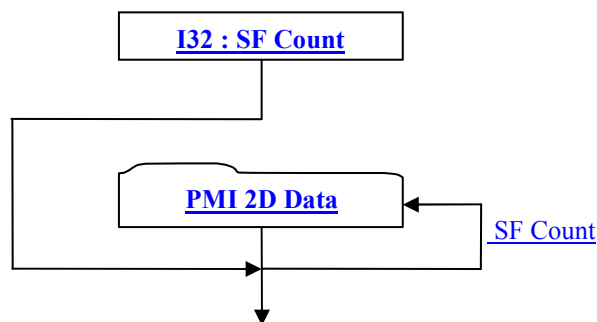 I32 : SF Count
PMI 2D Data
SF Count